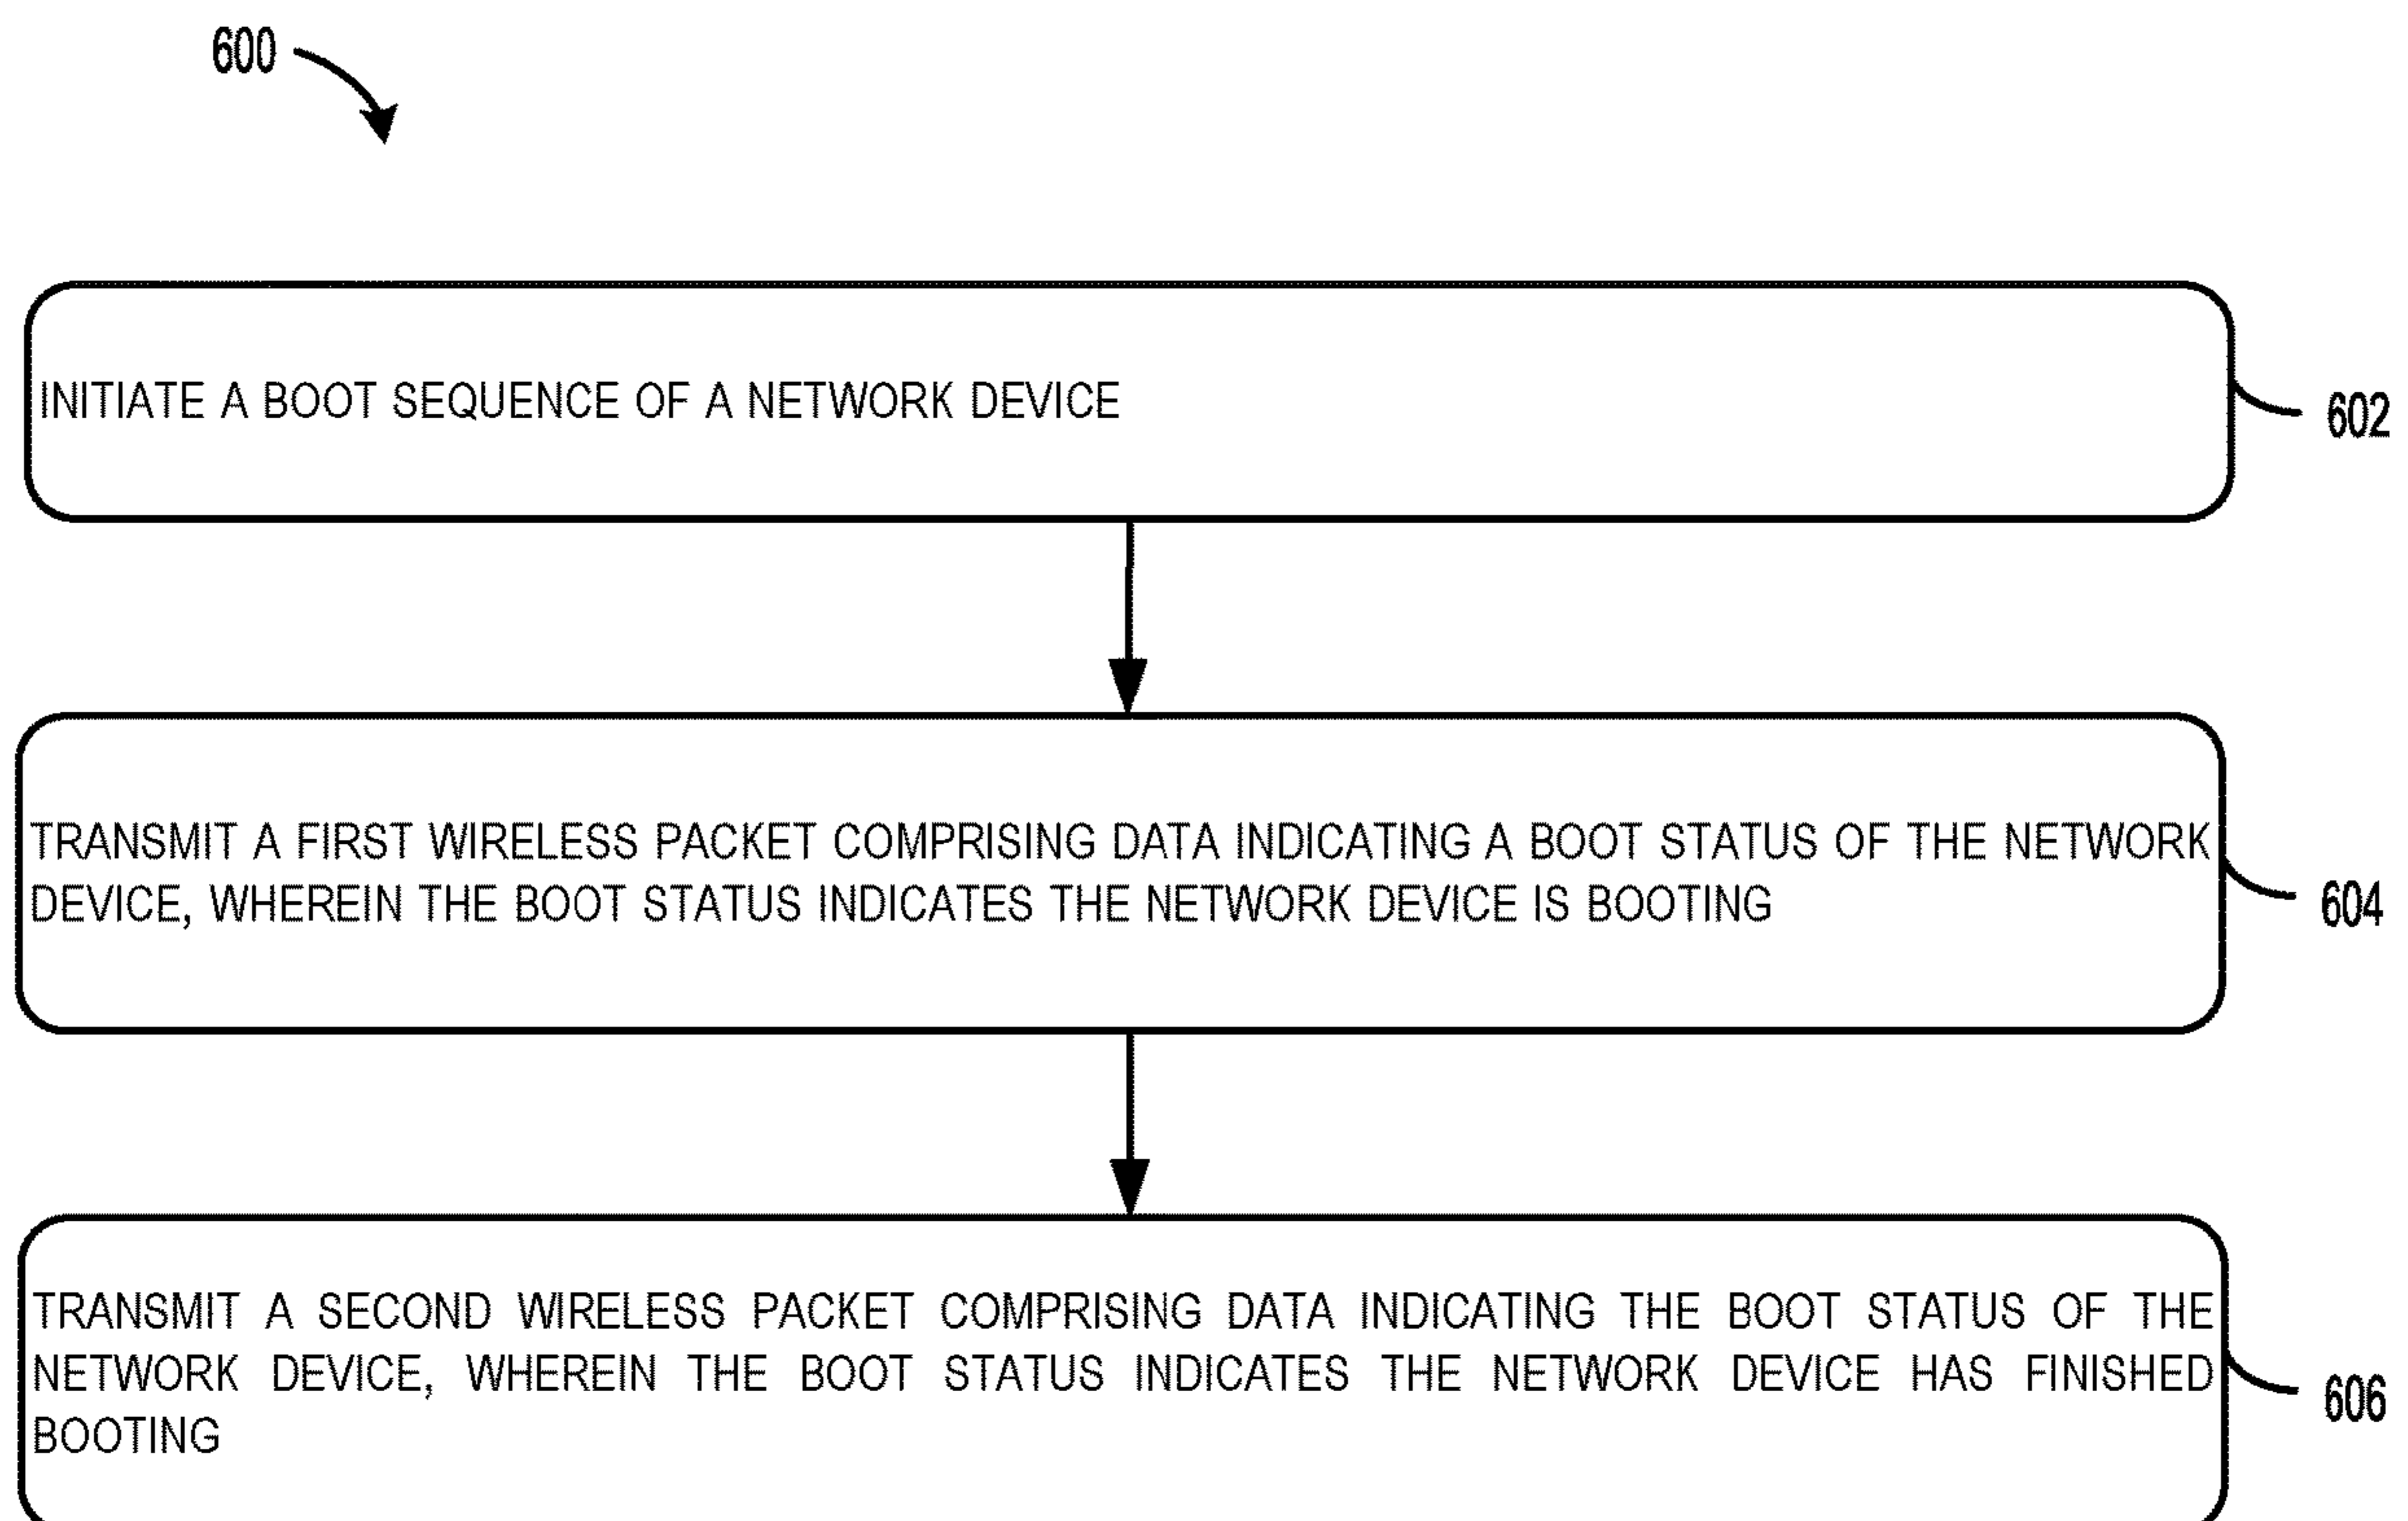 600
INITIATE A BOOT SEQUENCE OF A NETWORK DEVICE
602
TRANSMIT A FIRST WIRELESS PACKET COMPRISING DATA INDICATING A BOOT STATUS OF THE NETWORK
DEVICE, WHEREIN THE BOOT STATUS INDICATES THE NETWORK DEVICE IS BOOTING
604
TRANSMIT A SECOND WIRELESS PACKET COMPRISING DATA INDICATING THE BOOT STATUS OF THE
NETWORK DEVICE, WHEREIN THE BOOT STATUS INDICATES THE NETWORK DEVICE HAS FINISHED
BOOTING
606